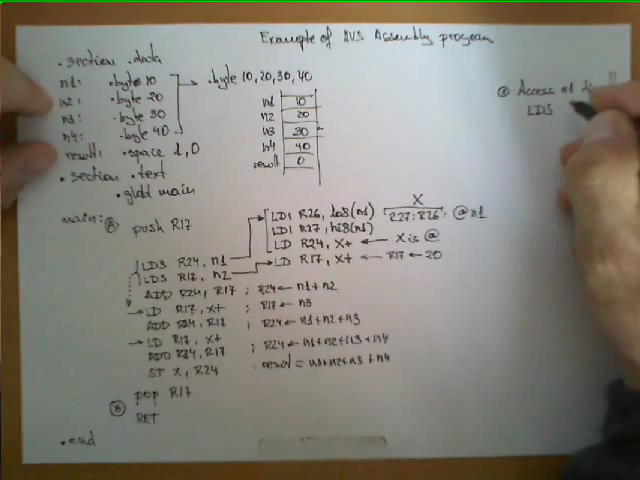 Example of AVS Assembly program
.section .data
n1: .byte 10
n2: .byte 20
n3: .byte 30
n4: .byte 40
result: .space 1,0
.byte 10,20,30,40
n1 10
n2 20
n3 30
n4 40
result 0
.section .text
.globl main
main: A push R17
LDS R24, n1
LDS R17, n2
ADD R24, R17 ; R24 ← n1+n2
LD R17, X+ ; R17 ← n3
ADD R24, R17 ; R24 ← n1+n2+n3
LD R17, X+
ADD R24, R17 ; R24 ← n1+n2+n3+n4
ST X, R24 ; result = n1+n2+n3+n4
B pop R17
RET
.end
LDI R26, lo8(n1)
LDI R27, hi8(n1)
LD R24, X+ ← X is @
LD R17, X+ ← R17 ← 20
X
R27:R26: @n1
Access of
LDS